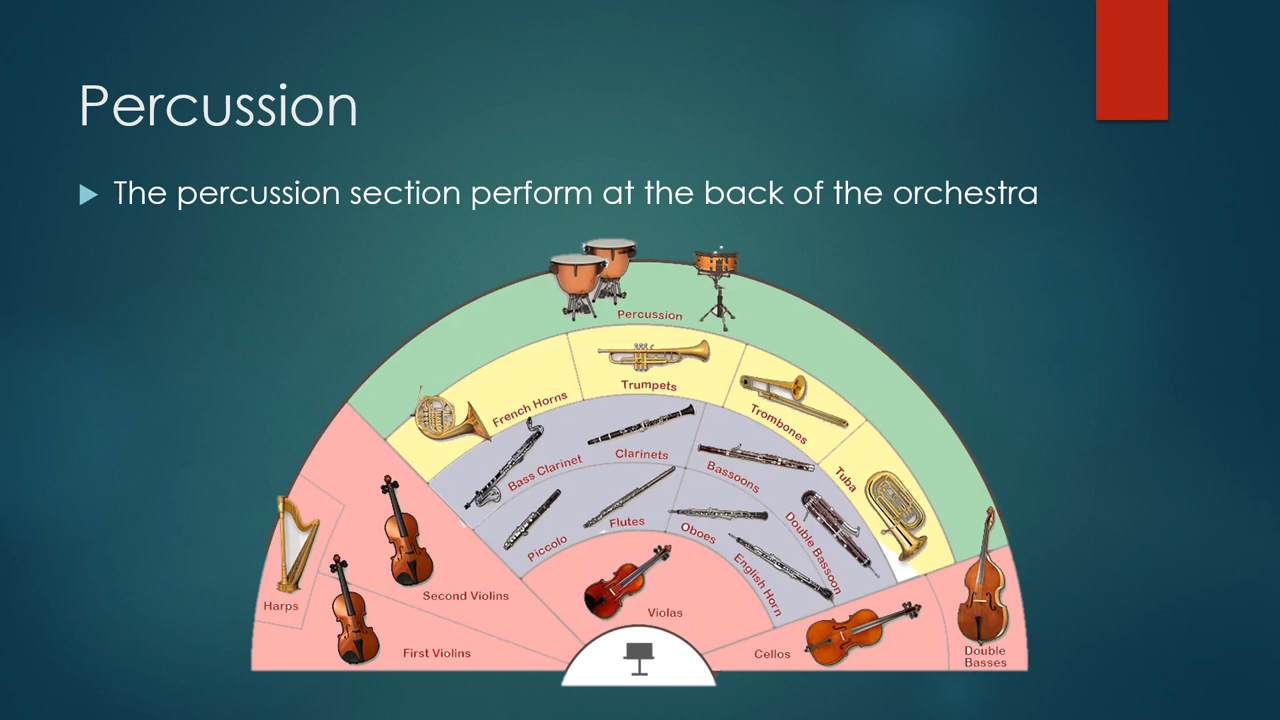 Percussion
The percussion section perform at the back of the orchestra
Percussion
Trumpets
French Horns
Trombones
Tuba
Bass Clarinet
Clarinets
Bassoons
Double Bassoon
Piccolo
Flutes
Oboes
English Horn
Harps
Second Violins
First Violins
Violas
Cellos
Double
Basses